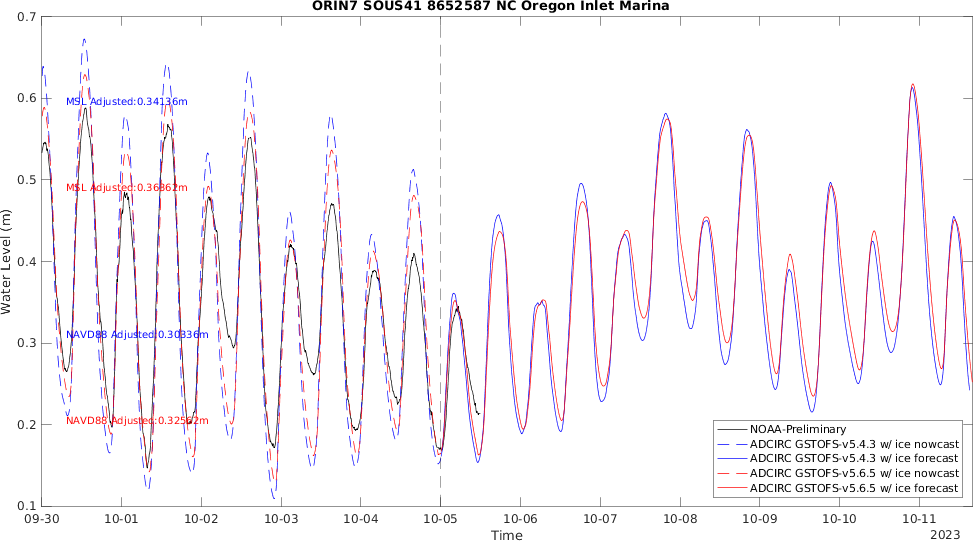 ORIN7 SOUS41 8652587 NC Oregon Inlet Marina
0.7
0.6
0.5
0.4
0.3
0.2
0.1
Water Level (m)
MSL Adjusted:0.34136m
MSL Adjusted:0.36862m
NAVD88 Adjusted:0.30336m
NAVD88 Adjusted:0.32562m
NOAA-Preliminary
ADCIRC GSTOFS-v5.4.3 w/ ice nowcast
ADCIRC GSTOFS-v5.4.3 w/ ice forecast
ADCIRC GSTOFS-v5.6.5 w/ ice nowcast
ADCIRC GSTOFS-v5.6.5 w/ ice forecast
09-30 10-01 10-02 10-03 10-04 10-05 10-06 10-07 10-08 10-09 10-10 10-11
Time
2023